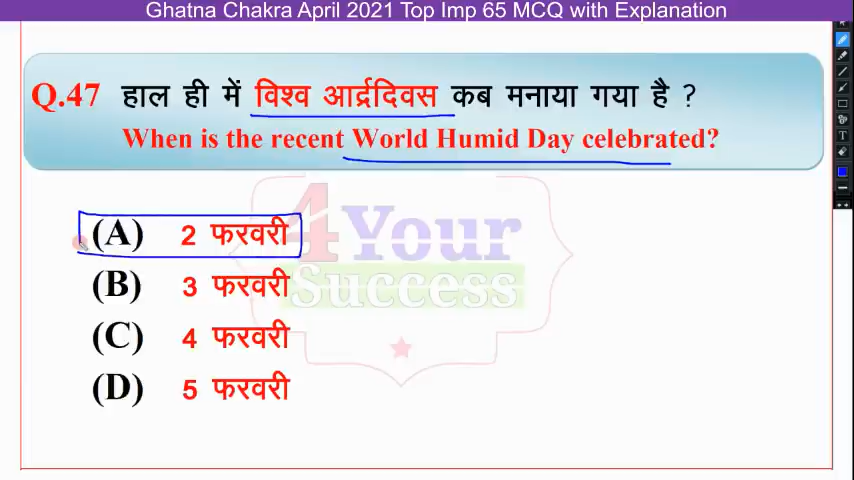 Ghatna Chakra April 2021 Top Imp 65 MCQ with Explanation
Q.47 हाल ही में विश्व आर्द्रदिवस कब मनाया गया है ?
When is the recent World Humid Day celebrated?
(A) 2 फरवरी
(B) 3 फरवरी
(C) 4 फरवरी
(D) 5 फरवरी
4 Your
Success